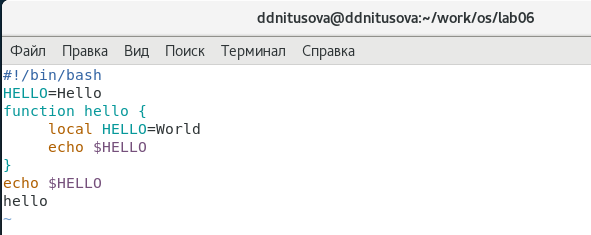 ddnitusova@ddnitusova:~/work/os/lab06
Файл Правка Вид Поиск Терминал Справка
#!/bin/bash
HELLO=Hello
function hello {
     local HELLO=World
     echo $HELLO
}
echo $HELLO
hello
~